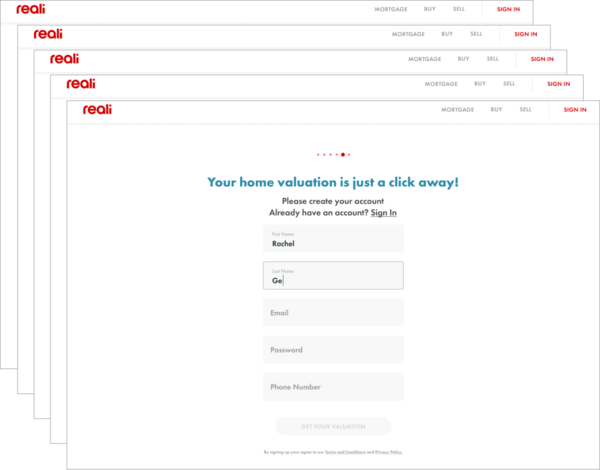 reali
MORTGAGE BUY SELL SIGN IN
reali
MORTGAGE BUY SELL SIGN IN
reali
MORTGAGE BUY SELL SIGN IN
reali
MORTGAGE BUY SELL SIGN IN
reali
MORTGAGE BUY SELL SIGN IN
Your home valuation is just a click away!
Please create your account
Already have an account? Sign In
First Name
Rachel
Last Name
Ge
Email
Password
Phone Number
GET YOUR VALUATION
By signing up your agree to our Terms and Conditions and Privacy Policy.